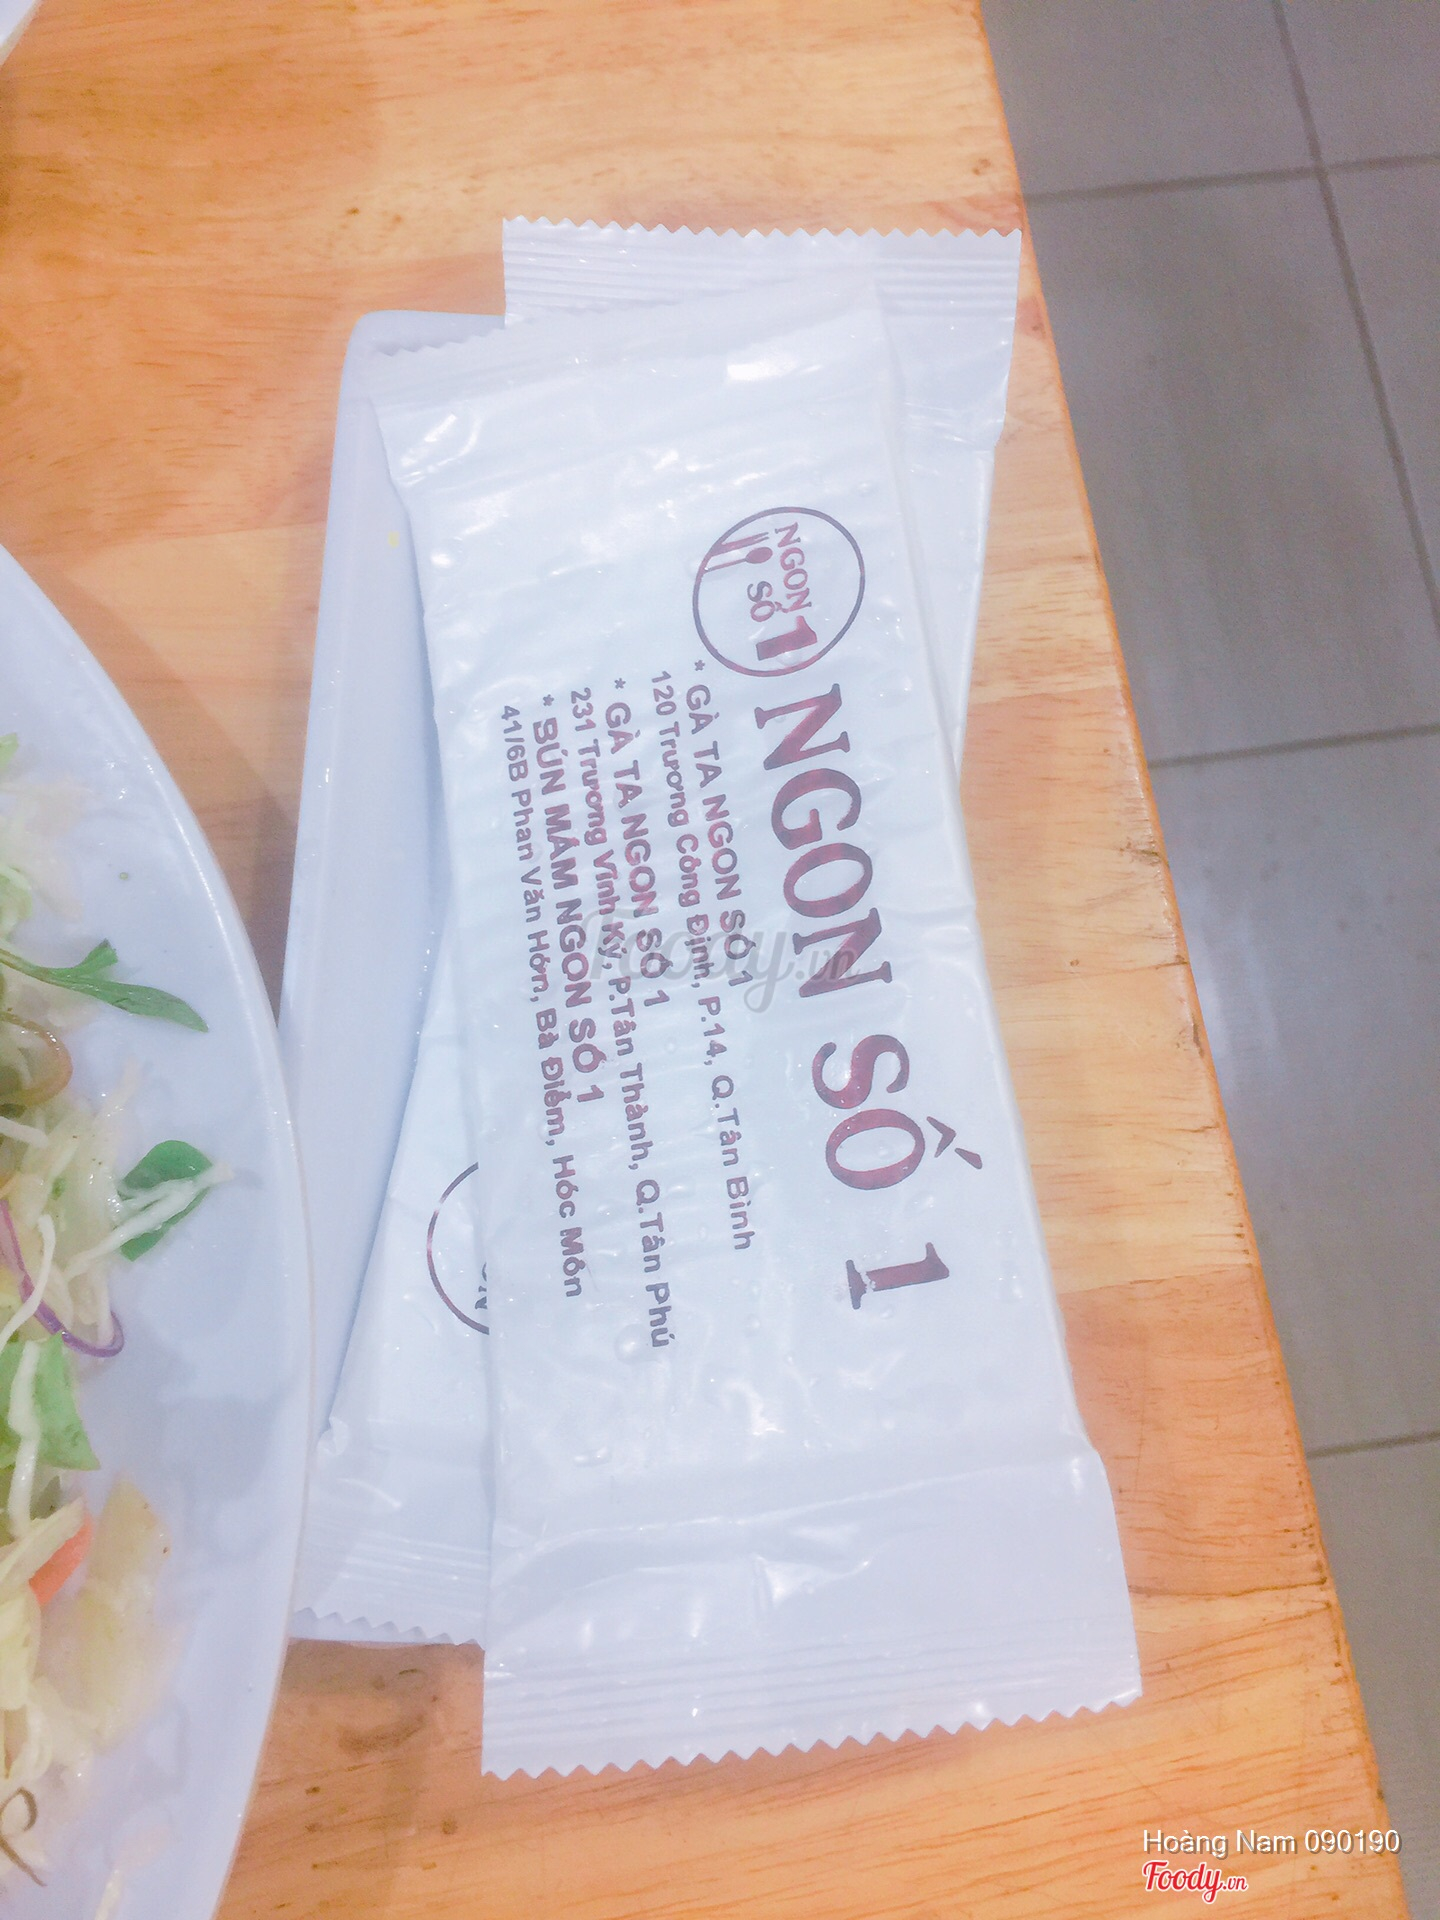 NGON
SỐ 1
NGON SỐ 1
* GÀ TA NGON SỐ 1
120 Trương Công Định, P.14, Q.Tân Bình
* GÀ TA NGON SỐ 1
231 Trương Vĩnh Ký, P.Tân Thành, Q.Tân Phú
* BÚN MẮM NGON SỐ 1
41/6B Phan Văn Hớn, Bà Điểm, Hóc Môn
Foody.vn
Hoàng Nam 090190
Foody.vn